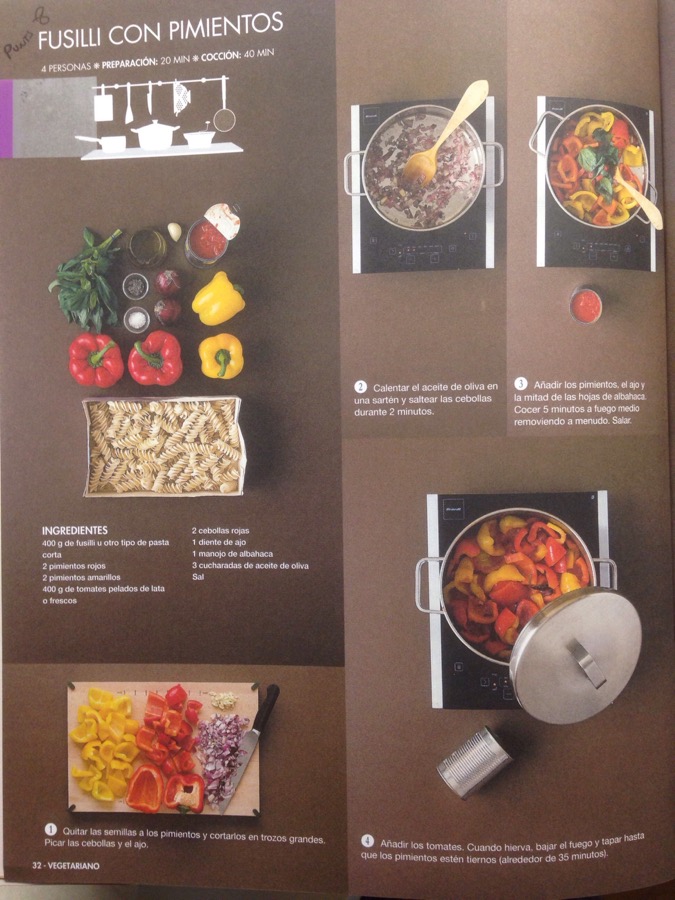 FUSILLI CON PIMIENTOS
4 PERSONAS ❋ PREPARACIÓN: 20 MIN ❋ COCCIÓN: 40 MIN
INGREDIENTES
400 g de fusilli u otro tipo de pasta
corta
2 pimientos rojos
2 pimientos amarillos
400 g de tomates pelados de lata
o frescos
2 cebollas rojas
1 diente de ajo
1 manojo de albahaca
3 cucharadas de aceite de oliva
Sal
1 Quitar las semillas a los pimientos y cortarlos en trozos grandes.
Picar las cebollas y el ajo.
2 Calentar el aceite de oliva en
una sartén y saltear las cebollas
durante 2 minutos.
3 Añadir los pimientos, el ajo y
la mitad de las hojas de albahaca.
Cocer 5 minutos a fuego medio
removiendo a menudo. Salar.
4 Añadir los tomates. Cuando hierva, bajar el fuego y tapar hasta
que los pimientos estén tiernos (alrededor de 35 minutos).
32 - VEGETARIANO